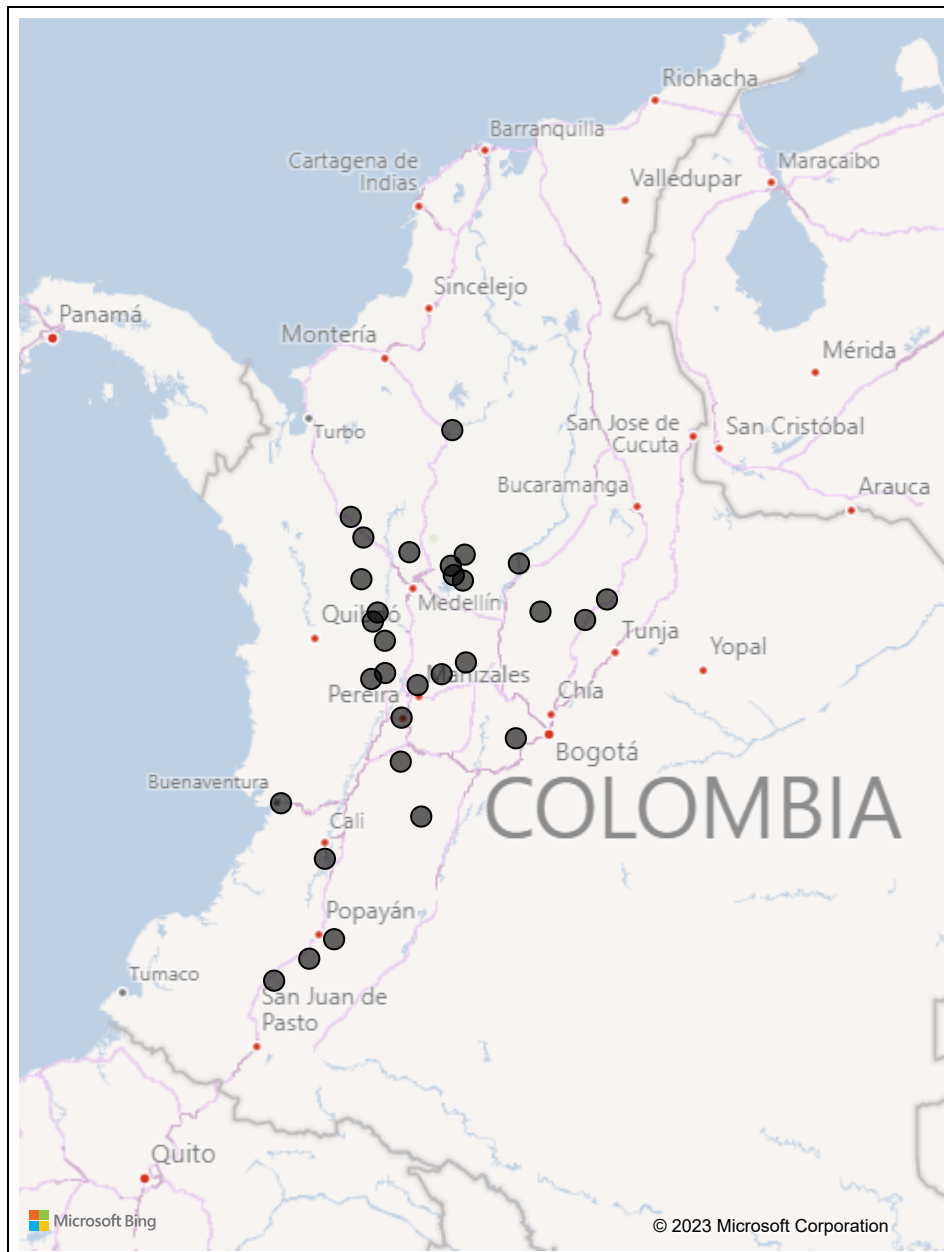 Riohacha
Barranquilla
Cartagena de
Indias
Maracaibo
Valledupar
Sincelejo
Panamá
Montería
Mérida
Turbo
San Jose de
Cucuta
San Cristóbal
Bucaramanga
Arauca
Medellín
Quibdó
Tunja
Yopal
Manizales
Pereira
Chía
Bogotá
Buenaventura
COLOMBIA
Cali
Popayán
Tumaco
San Juan de
Pasto
Quito
Microsoft Bing
© 2023 Microsoft Corporation